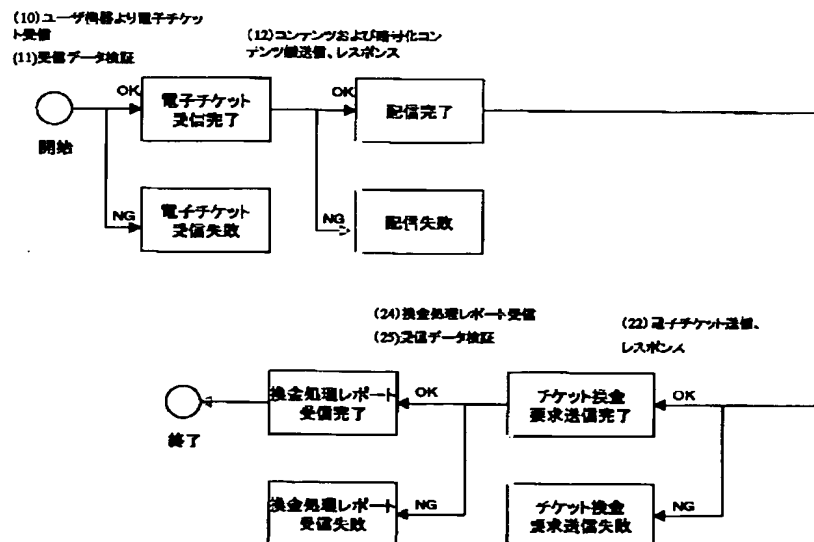 (10)ユーザ機器より電子チケッ
ト受信
(11)受信データ検証
(12)コンテンツおよび暗号化コン
テンツ鍵送信、レスポンス
OK
電子チケット
受信完了
OK
配信完了
開始
NG
電子チケット
受信失敗
NG
配信失敗
(24)換金処理レポート受信
(25)受信データ検証
(22)電子チケット送信、
レスポンス
換金処理レポート
受信完了
OK
チケット換金
要求送信完了
OK
終了
換金処理レポート
受信失敗
NG
チケット換金
要求送信失敗
NG